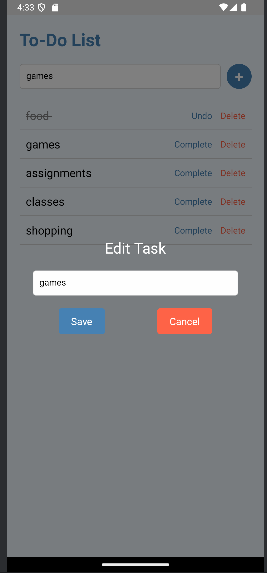 4:33
To-Do List
games
+
food Undo Delete
games Complete Delete
assignments Complete Delete
classes Complete Delete
shopping Complete Delete
Edit Task
games
Save Cancel